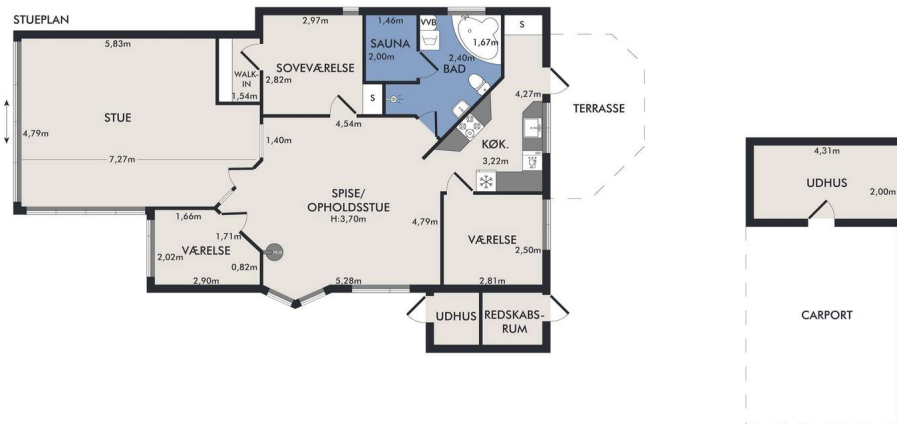 STUEPLAN
5,83m
STUE
4,79m
7,27m
WALK-
IN
1,54m
2,97m
SOVEVÆRELSE
2,82m
4,54m
S
1,46m
SAUNA
2,00m
VVB
1,67m
2,40m
BAD
S
4,27m
KØK.
3,22m
TERRASSE
1,40m
SPISE/
OPHOLDSSTUE
H:3,70m
4,79m
5,28m
1,66m
1,71m
VÆRELSE
2,02m
0,82m
2,90m
VÆRELSE
2,50m
2,81m
UDHUS
REDSKABS-
RUM
4,31m
UDHUS
2,00m
CARPORT